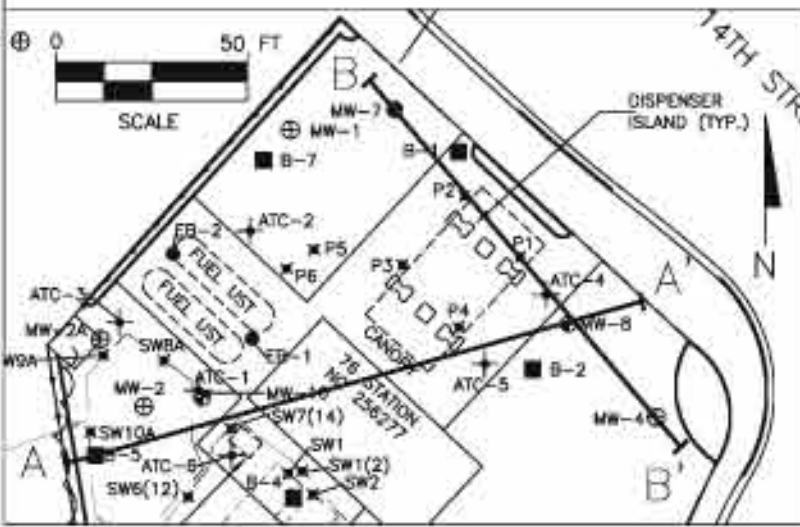 0 50 FT
SCALE
14TH STR
DISPENSER
ISLAND (TYP.)
B
MW-7
MW-1
B-7
B-1
P2
ATC-2
EB-2
P5
P6
P3
P1
ATC-4
A'
N
FUEL UST
FUEL UST
ATC-3
MW-2A
W9A
SW8A
EB-1
P4
CANOPY
MW-8
76 STATION
NO. 256277
ATC-5
B-2
MW-2
ATC-1
SW7(14)
MW-4
SW10A
A
B-5
ATC-6
SW6(12)
B-4
SW1
SW1(2)
SW2
B'